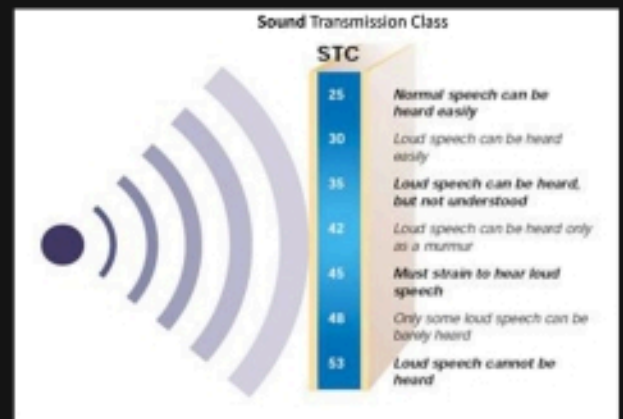 Sound Transmission Class
STC
25
Normal speech can be
heard easily
30
Loud speech can be heard
easily
35
Loud speech can be heard,
but not understood
42
Loud speech can be heard only
as a murmur
45
Must strain to hear loud
speech
48
Only some loud speech can be
barely heard
53
Loud speech cannot be
heard